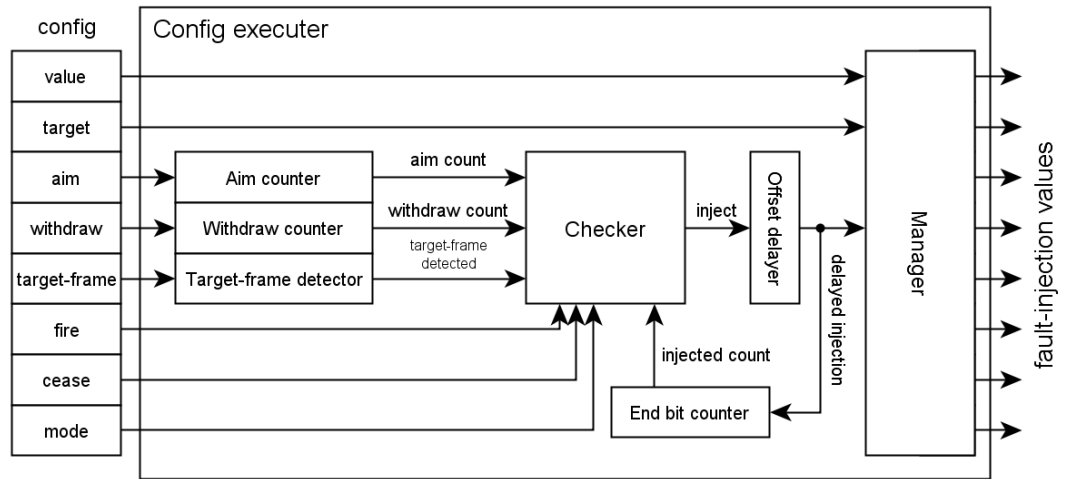 config
Config executer
value
target
aim
withdraw
target-frame
fire
cease
mode
Aim counter
Withdraw counter
Target-frame detector
aim count
withdraw count
target-frame
detected
Checker
inject
Offset delayer
delayed injection
injected count
End bit counter
Manager
fault-injection values